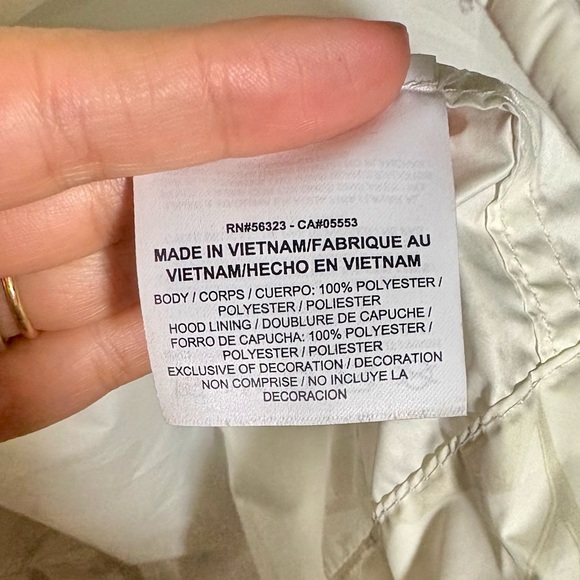 RN#56323 - CA#05553
MADE IN VIETNAM/FABRIQUE AU
VIETNAM/HECHO EN VIETNAM
BODY / CORPS / CUERPO: 100% POLYESTER /
POLYESTER / POLIESTER
HOOD LINING / DOUBLURE DE CAPUCHE /
FORRO DE CAPUCHA: 100% POLYESTER /
POLYESTER / POLIESTER
EXCLUSIVE OF DECORATION / DECORATION
NON COMPRISE / NO INCLUYE LA
DECORACION